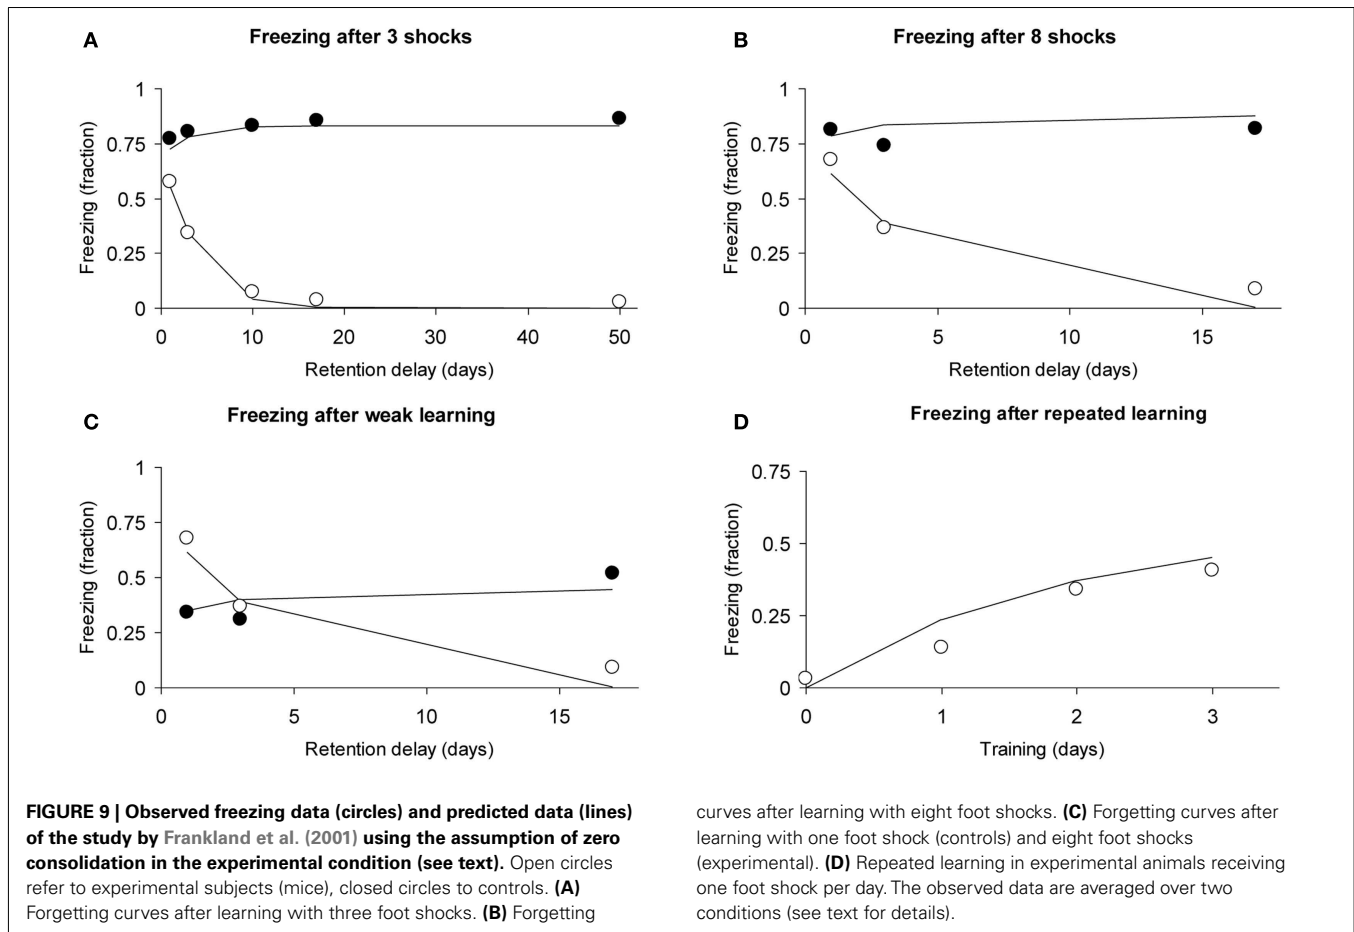 A
Freezing after 3 shocks
1
0.75
0.5
0.25
0
Freezing (fraction)
0
10
20
30
40
50
Retention delay (days)
B
Freezing after 8 shocks
1
0.75
0.5
0.25
0
Freezing (fraction)
0
5
10
15
Retention delay (days)
C
Freezing after weak learning
1
0.75
0.5
0.25
0
Freezing (fraction)
0
5
10
15
Retention delay (days)
D
Freezing after repeated learning
0.75
0.5
0.25
0
Freezing (fraction)
0
1
2
3
Training (days)
FIGURE 9 | Observed freezing data (circles) and predicted data (lines)
of the study by Frankland et al. (2001) using the assumption of zero
consolidation in the experimental condition (see text). Open circles
refer to experimental subjects (mice), closed circles to controls. (A)
Forgetting curves after learning with three foot shocks. (B) Forgetting
curves after learning with eight foot shocks. (C) Forgetting curves after
learning with one foot shock (controls) and eight foot shocks
(experimental). (D) Repeated learning in experimental animals receiving
one foot shock per day. The observed data are averaged over two
conditions (see text for details).